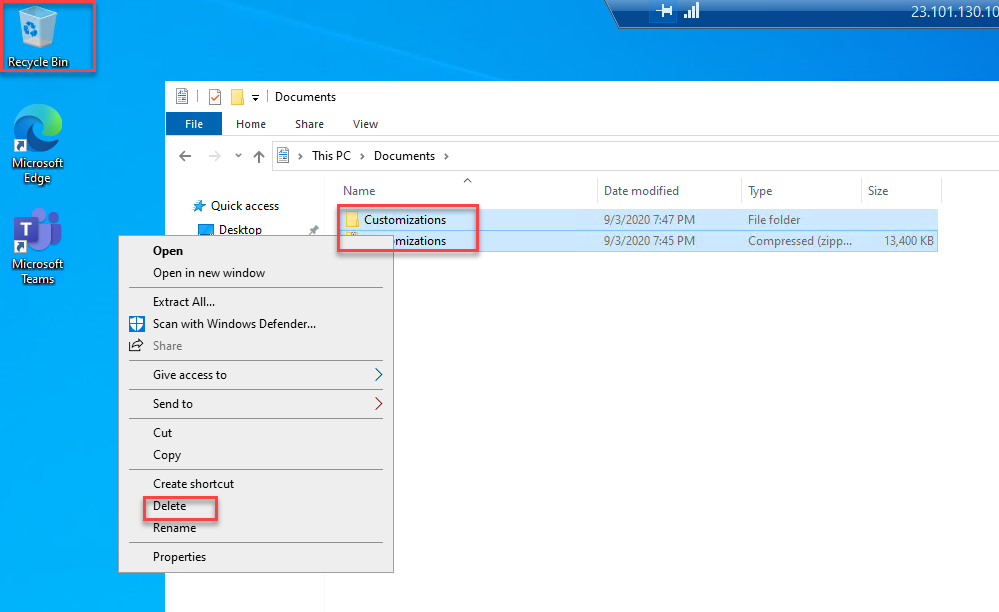 23.101.130.10
Recycle Bin
Microsoft
Edge
Microsoft
Teams
Documents
File Home Share View
This PC Documents
Name Date modified Type Size
Quick access
Desktop
Customizations 9/3/2020 7:47 PM File folder
omizations 9/3/2020 7:45 PM Compressed (zipp... 13,400 KB
Open
Open in new window
Extract All...
Scan with Windows Defender...
Share
Give access to
Send to
Cut
Copy
Create shortcut
Delete
Rename
Properties